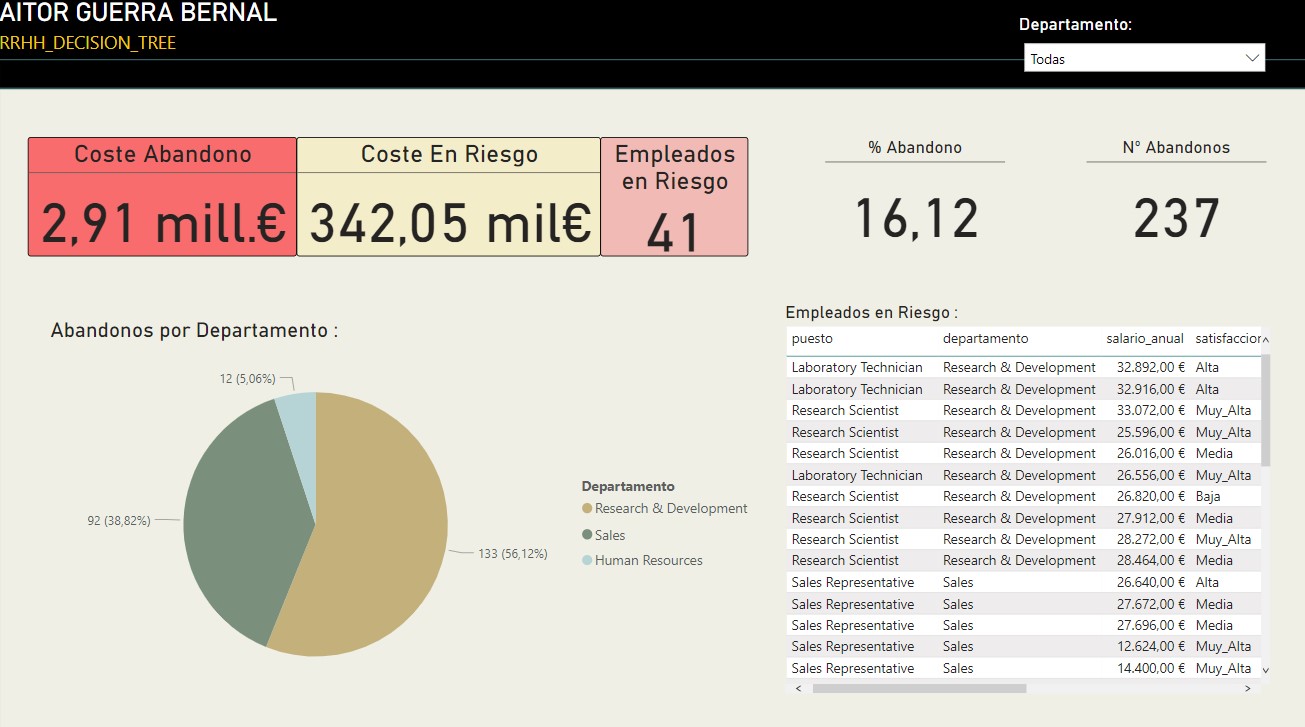 AITOR GUERRA BERNAL
RRHH_DECISION_TREE
Departamento:
Todas
Coste Abandono
2,91 mill.€
Coste En Riesgo
342,05 mil€
Empleados
en Riesgo
41
% Abandono
16,12
N° Abandonos
237
Abandonos por Departamento :
12 (5,06%)
92 (38,82%)
133 (56,12%)
Departamento
Research & Development
Sales
Human Resources
Empleados en Riesgo :
puesto departamento salario_anual satisfaccior
Laboratory Technician Research & Development 32.892,00 € Alta
Laboratory Technician Research & Development 32.916,00 € Alta
Research Scientist Research & Development 33.072,00 € Muy_Alta
Research Scientist Research & Development 25.596,00 € Muy_Alta
Research Scientist Research & Development 26.016,00 € Media
Laboratory Technician Research & Development 26.556,00 € Muy_Alta
Research Scientist Research & Development 26.820,00 € Baja
Research Scientist Research & Development 27.912,00 € Media
Research Scientist Research & Development 28.272,00 € Muy_Alta
Research Scientist Research & Development 28.464,00 € Media
Sales Representative Sales 26.640,00 € Alta
Sales Representative Sales 27.672,00 € Media
Sales Representative Sales 27.696,00 € Media
Sales Representative Sales 12.624,00 € Muy_Alta
Sales Representative Sales 14.400,00 € Muy_Alta